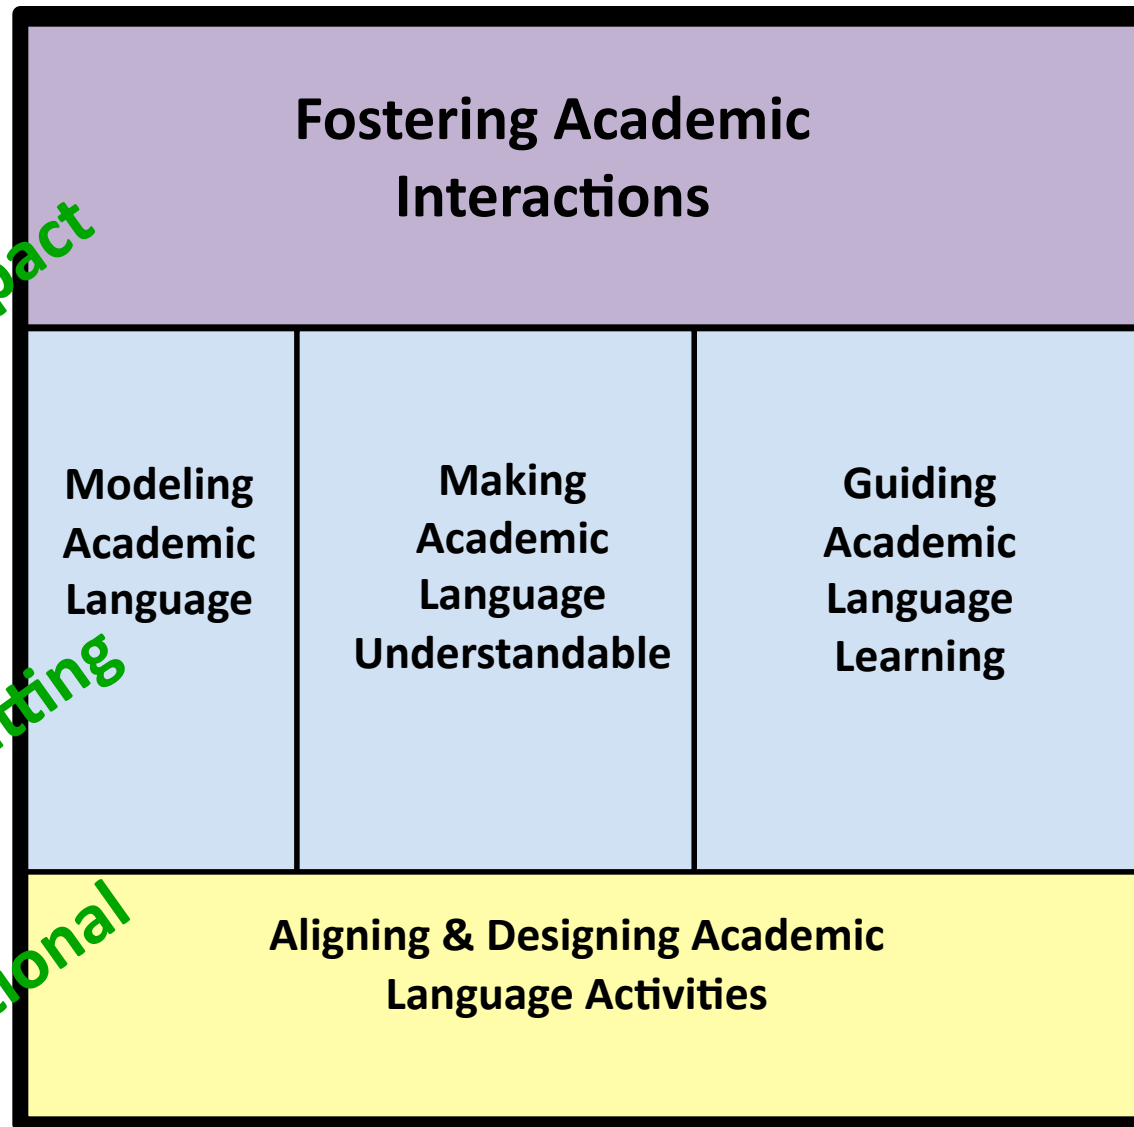 Fostering Academic
Interactions
Modeling
Academic
Language
Making
Academic
Language
Understandable
Guiding
Academic
Language
Learning
Aligning & Designing Academic
Language Activities